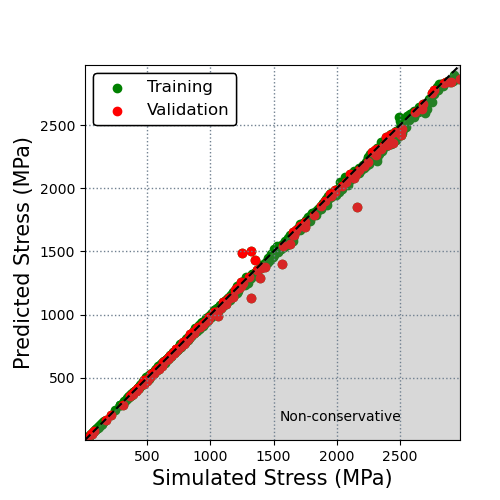 Training
Validation
Predicted Stress (MPa)
2500
2000
1500
1000
500
Non-conservative
500 1000 1500 2000 2500
Simulated Stress (MPa)